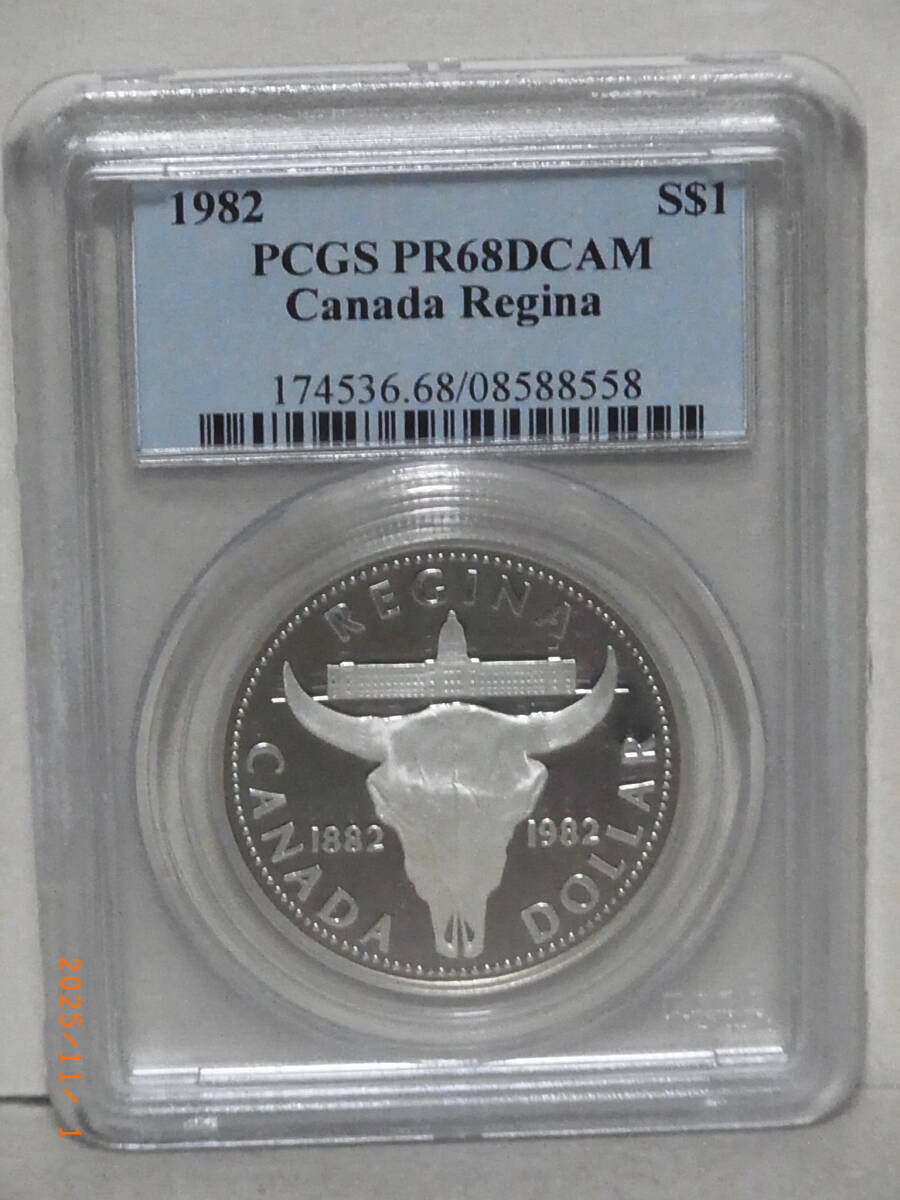 1982 S$1
PCGS PR68DCAM
Canada Regina
174536.68/08588558
REGINA
1882 1982
CANADA DOLLAR
2025/11/ 1